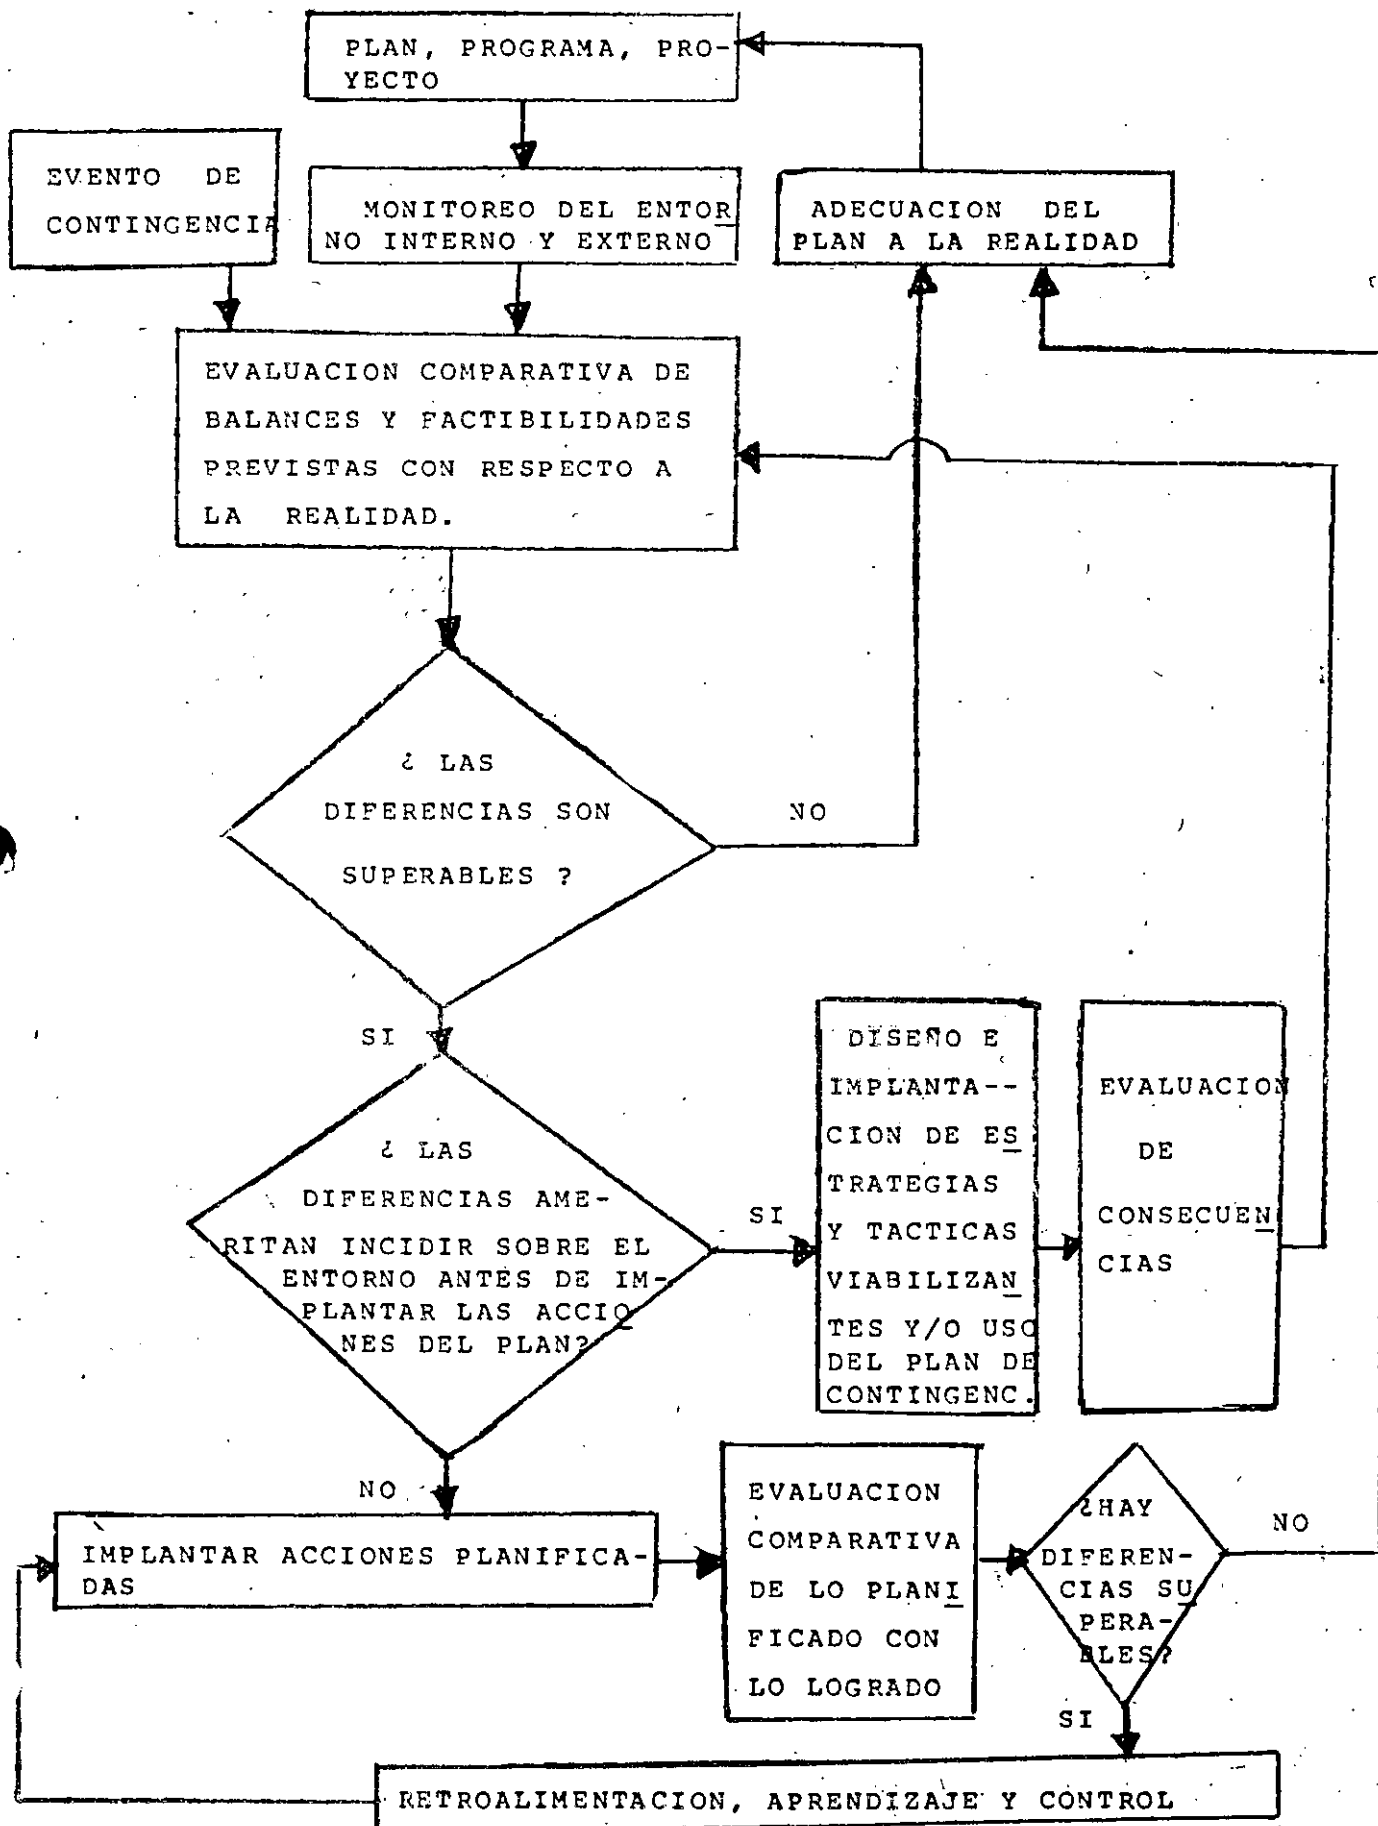 PLAN, PROGRAMA, PRO-
YECTO
EVENTO DE
CONTINGENCIA
MONITOREO DEL ENTOR
NO INTERNO Y EXTERNO
ADECUACION DEL
PLAN A LA REALIDAD
EVALUACION COMPARATIVA DE
BALANCES Y FACTIBILIDADES
PREVISTAS CON RESPECTO A
LA REALIDAD.
¿ LAS
DIFERENCIAS SON
SUPERABLES ?
NO
SI
¿ LAS
DIFERENCIAS AME-
RITAN INCIDIR SOBRE EL
ENTORNO ANTES DE IM-
PLANTAR LAS ACCIO
NES DEL PLAN?
SI
DISEÑO E
IMPLANTA--
CION DE ES
TRATEGIAS
Y TACTICAS
VIABILIZAN
TES Y/O USO
DEL PLAN DE
CONTINGENC.
EVALUACION
DE
CONSECUEN
CIAS
NO
IMPLANTAR ACCIONES PLANIFICA-
DAS
EVALUACION
COMPARATIVA
DE LO PLANI
FICADO CON
LO LOGRADO
¿HAY
DIFEREN-
CIAS SU
PERA-
BLES?
NO
SI
RETROALIMENTACION, APRENDIZAJE Y CONTROL